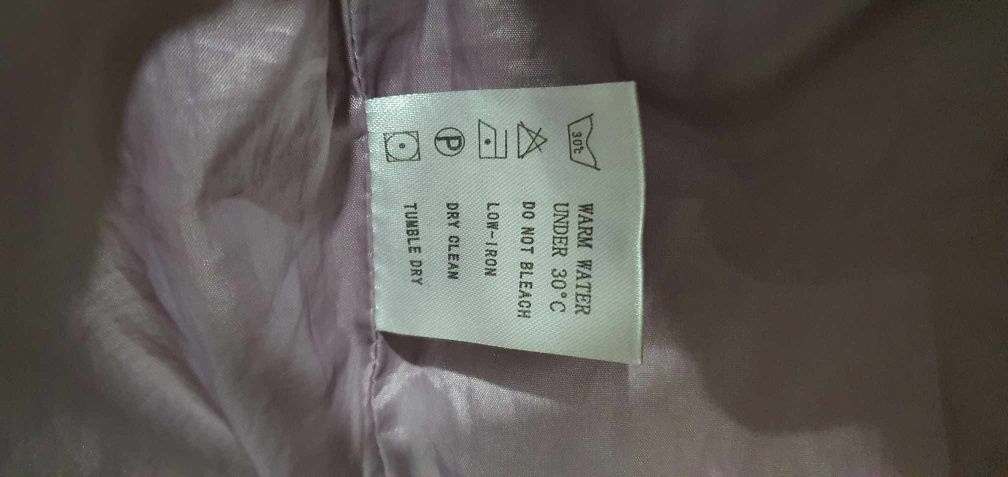 30℃
WARM WATER
UNDER 30°C
DO NOT BLEACH
LOW-IRON
P
DRY CLEAN
TUMBLE DRY